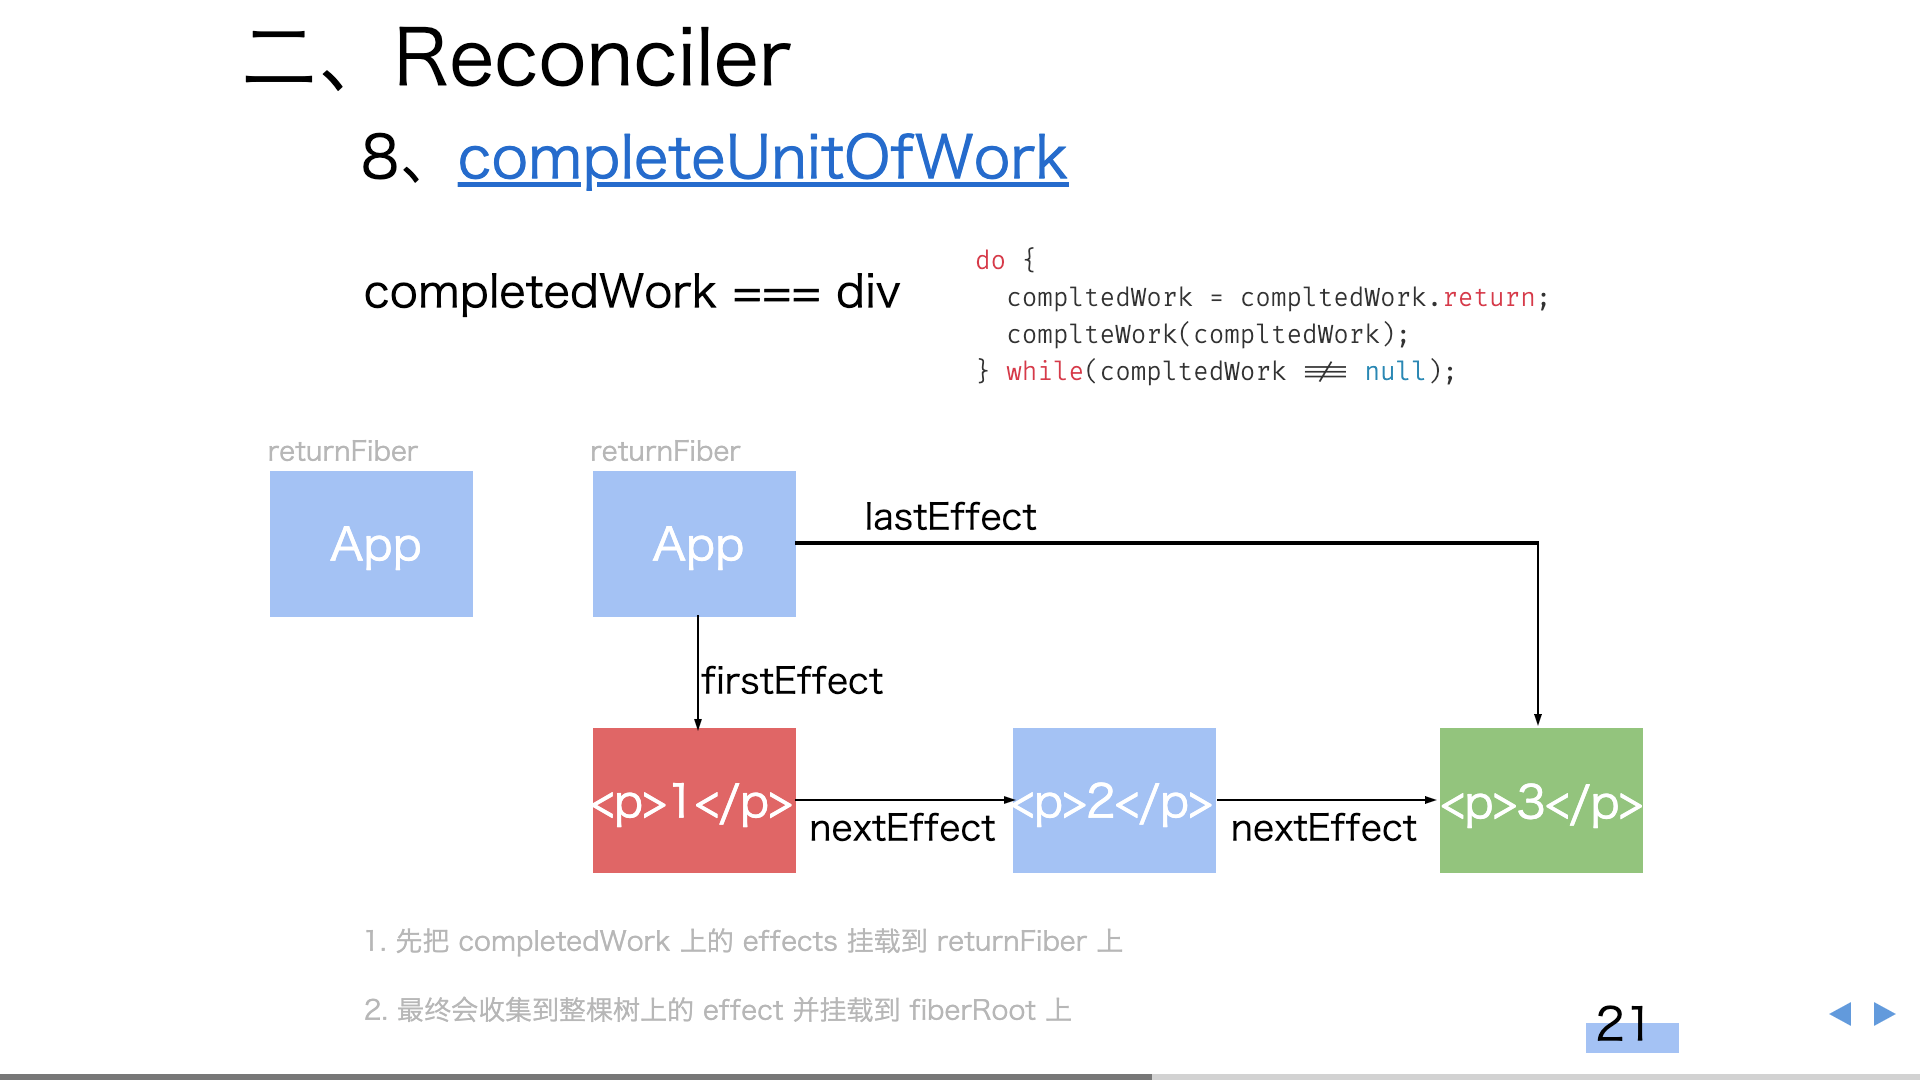 二、Reconciler
8、completeUnitOfWork
completedWork === div
do {
compltedWork = compltedWork.return;
complteWork(compltedWork);
} while(compltedWork !== null);
returnFiber
returnFiber
App
App
lastEffect
firstEffect
<p>1</p>
<p>2</p>
<p>3</p>
nextEffect
nextEffect
1. 先把 completedWork 上的 effects 挂载到 returnFiber 上
2. 最终会收集到整棵树上的 effect 并挂载到 fiberRoot 上
21